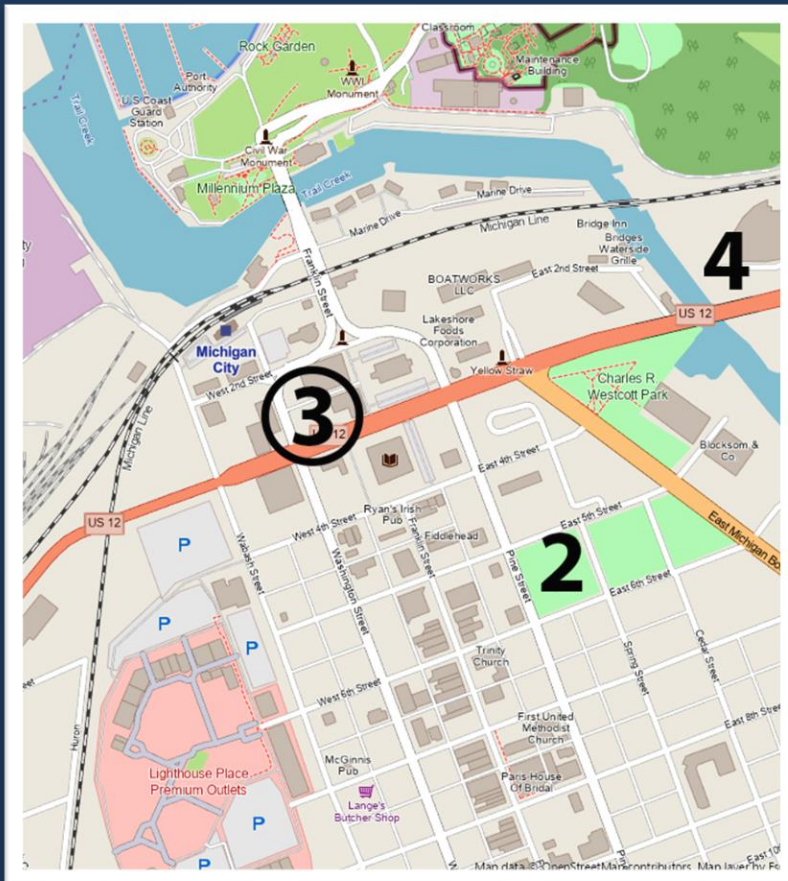 Classroom
Rock Garden
WWI
Monument
Maintenance
Building
Port
Authority
U S Coast
Guard
Station
Trail Creek
Civil War
Monument
Millennium Plaza
Trail Creek
Marine Drive
Marine Drive
Michigan Line
Bridge Inn
Bridges
Waterside
Grille
4
Franklin Street
BOATWORKS
LLC
East 2nd Street
US 12
Lakeshore
Foods
Corporation
Michigan
City
West 2nd Street
Yellow Straw
Charles R.
Westcott Park
3
12
Michigan Line
Blocksom &
Co
East 4th Street
US 12
Ryan's Irish
Pub
West 4th Street
Fiddlehead
East 5th Street
East Michigan Bo
P
Wabash Street
Washington Street
Franklin Street
Pine Street
2
East 6th Street
P
P
Trinity
Church
Spring Street
Cedar Street
West 6th Street
East 8th Street
First United
Methodist
Church
Huron
McGinnis
Pub
Lighthouse Place
Premium Outlets
Paris House
Of Bridal
Lange's
Butcher Shop
P
P
W
Pin
East 10
Map data © OpenStreetMap contributors, Map layer by Es